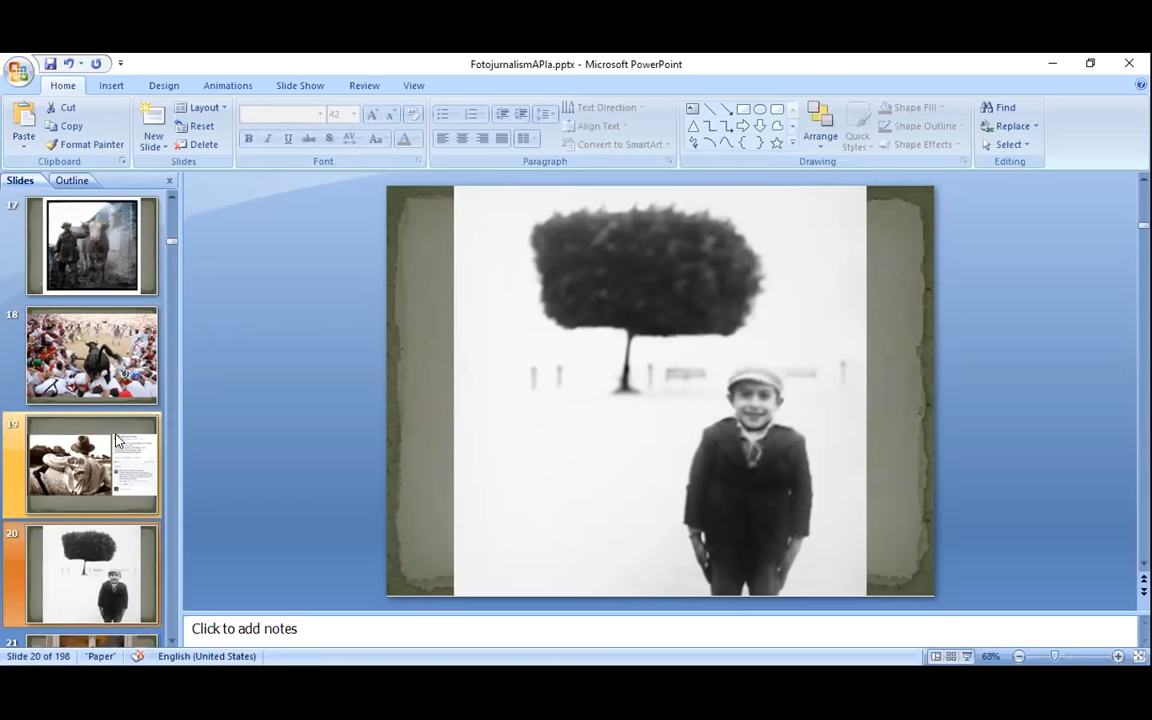 FotojurnalismAPIa.pptx - Microsoft PowerPoint
Home Insert Design Animations Slide Show Review View
Paste
Cut
Copy
Format Painter
Clipboard
New Slide
Layout
Reset
Delete
Slides
42
B I U S AV Aa A
Font
Text Direction
Align Text
Convert to SmartArt
Paragraph
Arrange
Quick Styles
Shape Fill
Shape Outline
Shape Effects
Drawing
Find
Replace
Select
Editing
Slides Outline
17
18
19
20
21
Click to add notes
Slide 20 of 198 "Paper" English (United States) 68%